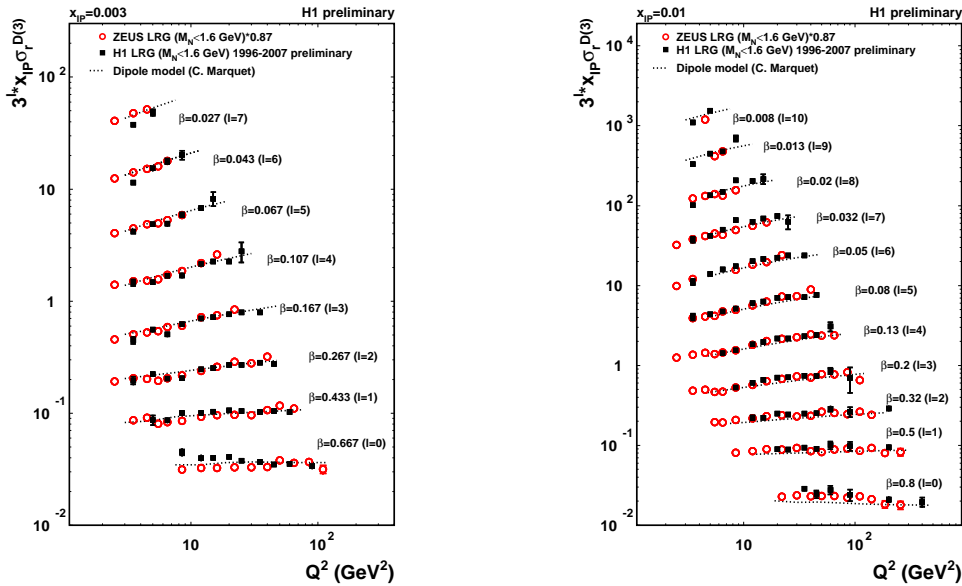 x_IP=0.003 H1 preliminary
3^l*x_IP σ_r^D(3)
ZEUS LRG (M_N<1.6 GeV)*0.87
H1 LRG (M_N<1.6 GeV) 1996-2007 preliminary
Dipole model (C. Marquet)
10^2
β=0.027 (l=7)
β=0.043 (l=6)
10
β=0.067 (l=5)
β=0.107 (l=4)
1
β=0.167 (l=3)
β=0.267 (l=2)
β=0.433 (l=1)
10^-1
β=0.667 (l=0)
10^-2
10 10^2
Q^2 (GeV^2)
x_IP=0.01 H1 preliminary
3^l*x_IP σ_r^D(3)
10^4
ZEUS LRG (M_N<1.6 GeV)*0.87
H1 LRG (M_N<1.6 GeV) 1996-2007 preliminary
Dipole model (C. Marquet)
10^3
β=0.008 (l=10)
β=0.013 (l=9)
β=0.02 (l=8)
10^2
β=0.032 (l=7)
β=0.05 (l=6)
10
β=0.08 (l=5)
β=0.13 (l=4)
1
β=0.2 (l=3)
β=0.32 (l=2)
β=0.5 (l=1)
10^-1
β=0.8 (l=0)
10^-2
10 10^2
Q^2 (GeV^2)